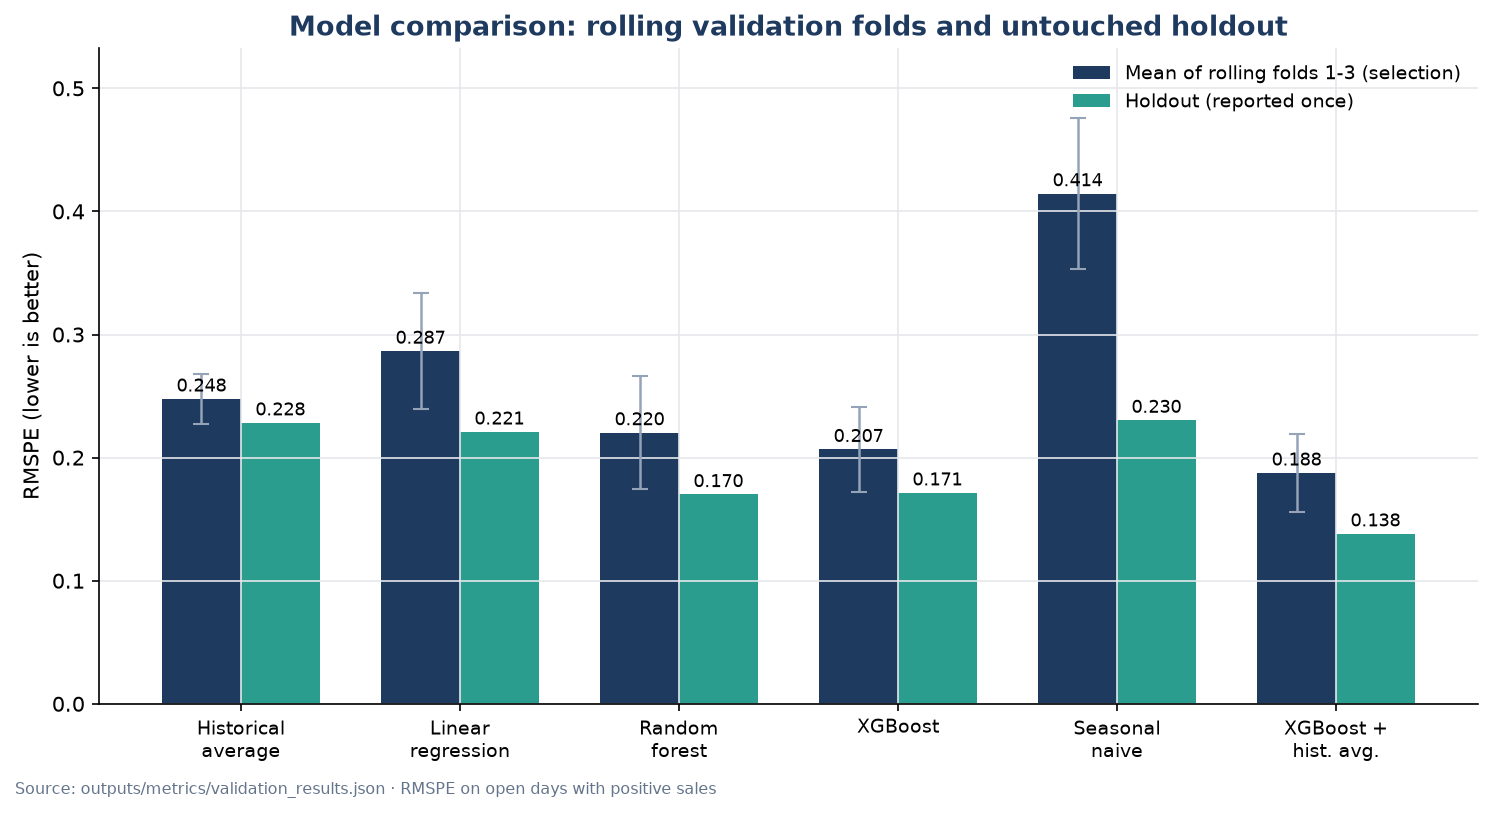 Model comparison: rolling validation folds and untouched holdout
Mean of rolling folds 1-3 (selection)
Holdout (reported once)
RMSPE (lower is better)
0.5
0.4
0.3
0.2
0.1
0.0
0.248
0.228
0.287
0.221
0.220
0.170
0.207
0.171
0.414
0.230
0.188
0.138
Historical
average
Linear
regression
Random
forest
XGBoost
Seasonal
naive
XGBoost +
hist. avg.
Source: outputs/metrics/validation_results.json · RMSPE on open days with positive sales